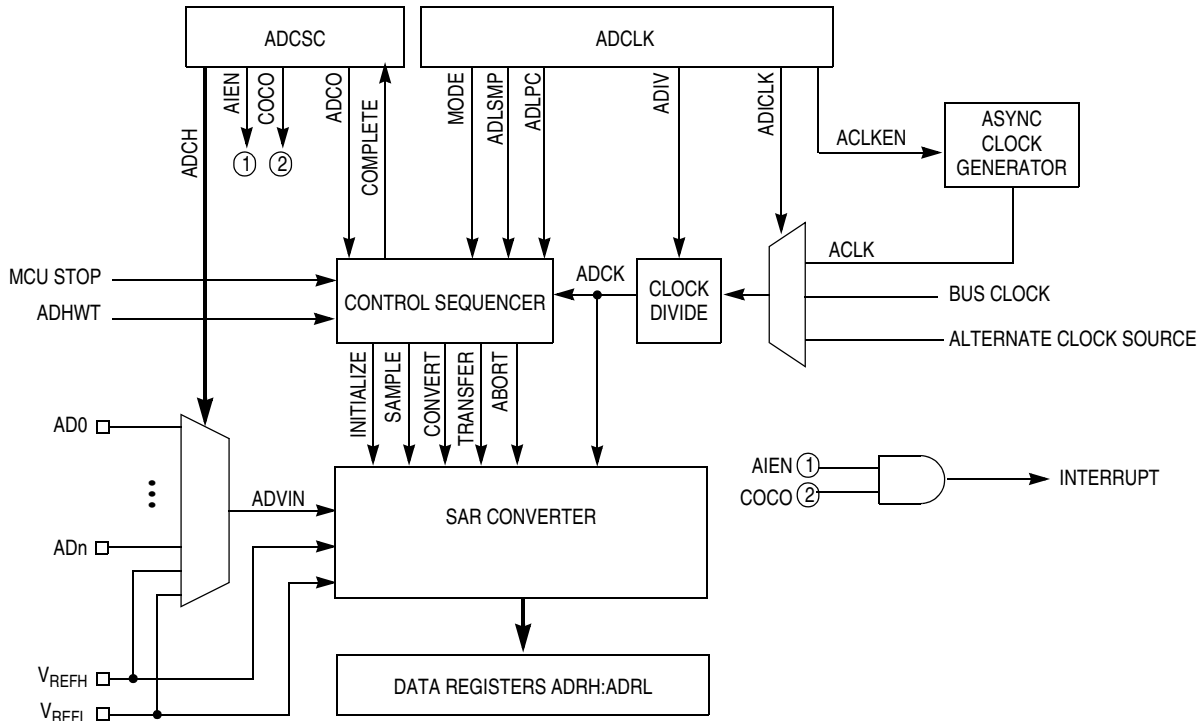 ADCSC
ADCLK
ADCH
AIEN
COCO
ADCO
COMPLETE
MODE
ADLSMP
ADLPC
ADIV
ADICLK
ACLKEN
ASYNC
CLOCK
GENERATOR
1
2
MCU STOP
ADHWT
CONTROL SEQUENCER
ADCK
CLOCK
DIVIDE
ACLK
BUS CLOCK
ALTERNATE CLOCK SOURCE
INITIALIZE
SAMPLE
CONVERT
TRANSFER
ABORT
AD0
•••
ADn
ADVIN
SAR CONVERTER
AIEN 1
COCO 2
INTERRUPT
VREFH
VREFL
DATA REGISTERS ADRH:ADRL